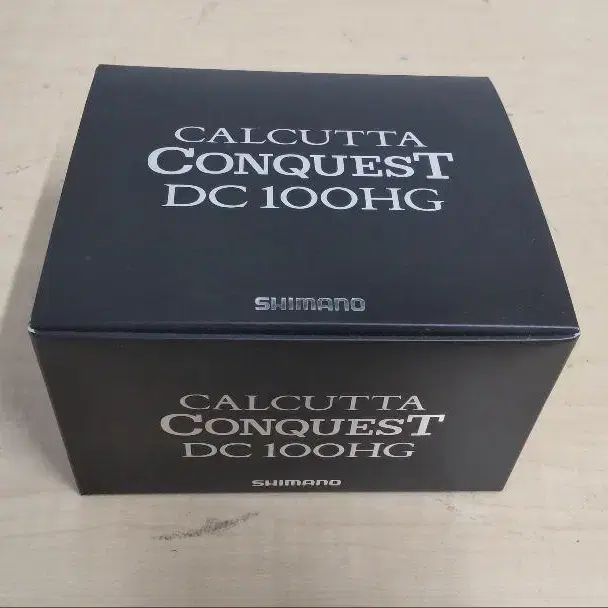 CALCUTTA
CONQUEST
DC 100HG
SHIMANO
CALCUTTA
CONQUEST
DC 100HG
SHIMANO